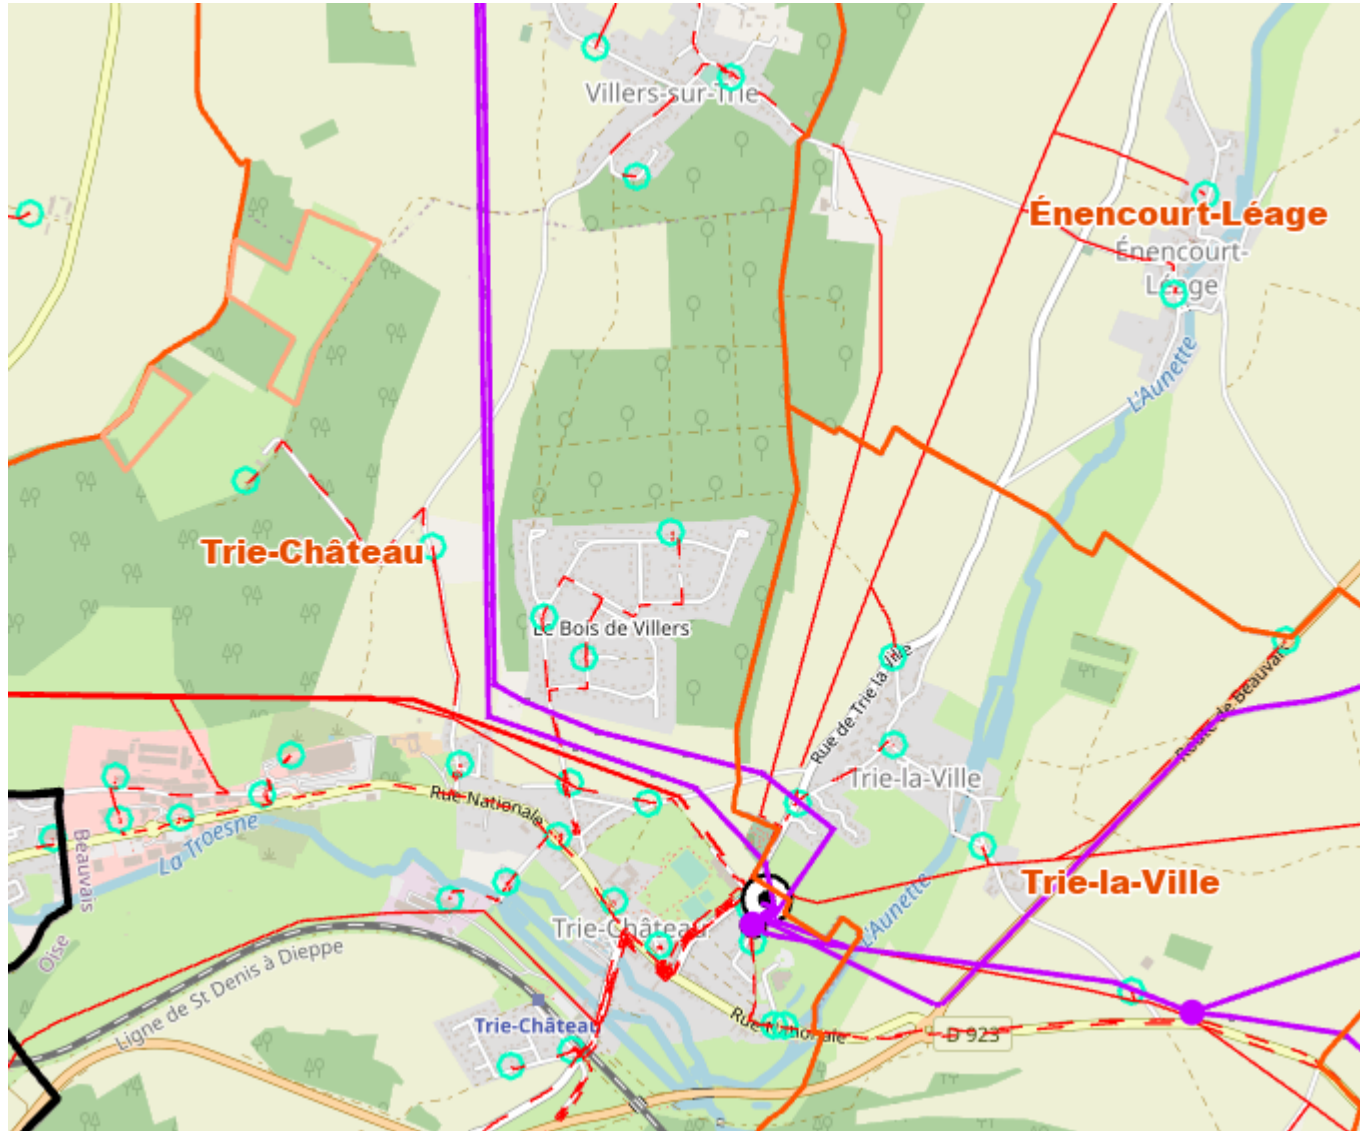 Villers-sur-Trie
Énencourt-Léage
Énencourt-
Léage
L'Aunette
Trie-Château
Le Bois de Villers
Rue de Trie la Ville
Route de Beauvais
Trie-la-Ville
Rue Nationale
La Troesne
Beauvais
Oise
Trie-la-Ville
L'Aunette
Trie-Château
Ligne de St Denis à Dieppe
Trie-Château
Rue Nationale
D 923